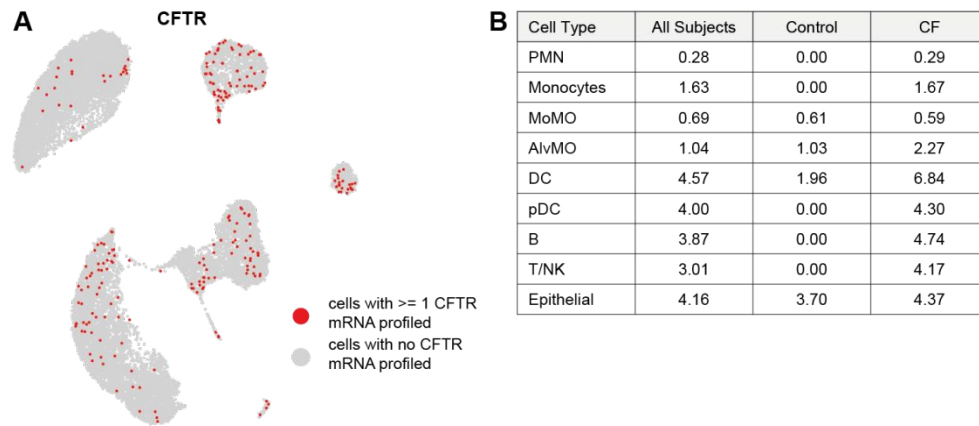 A
CFTR
cells with >= 1 CFTR
mRNA profiled
cells with no CFTR
mRNA profiled
B
Cell Type All Subjects Control CF
PMN 0.28 0.00 0.29
Monocytes 1.63 0.00 1.67
MoMO 0.69 0.61 0.59
AlvMO 1.04 1.03 2.27
DC 4.57 1.96 6.84
pDC 4.00 0.00 4.30
B 3.87 0.00 4.74
T/NK 3.01 0.00 4.17
Epithelial 4.16 3.70 4.37